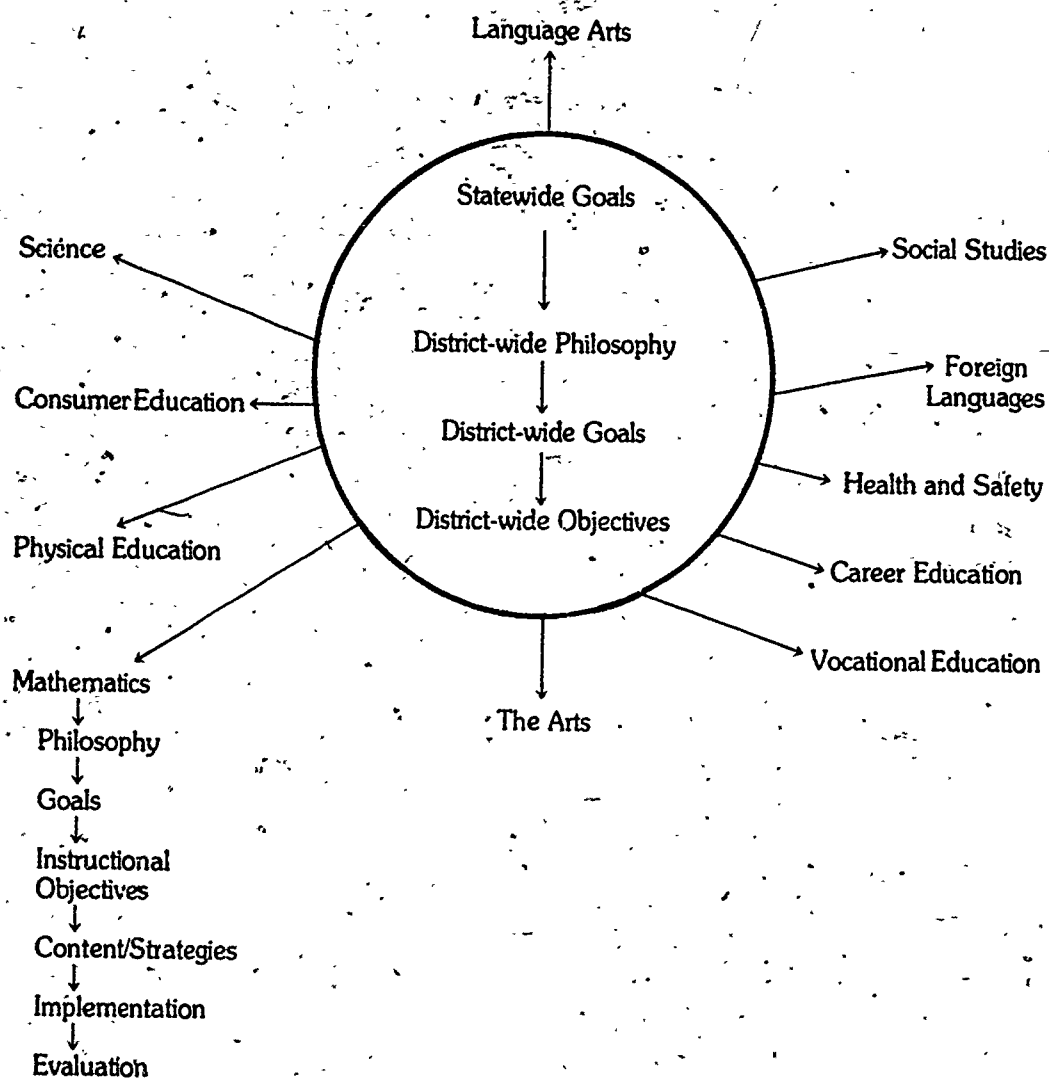 Language Arts
Statewide Goals
Science
Social Studies
District-wide Philosophy
Foreign
Languages
Consumer Education
District-wide Goals
Health and Safety
District-wide Objectives
Physical Education
Career Education
Vocational Education
Mathematics
The Arts
Philosophy
Goals
Instructional
Objectives
Content/Strategies
Implementation
Evaluation